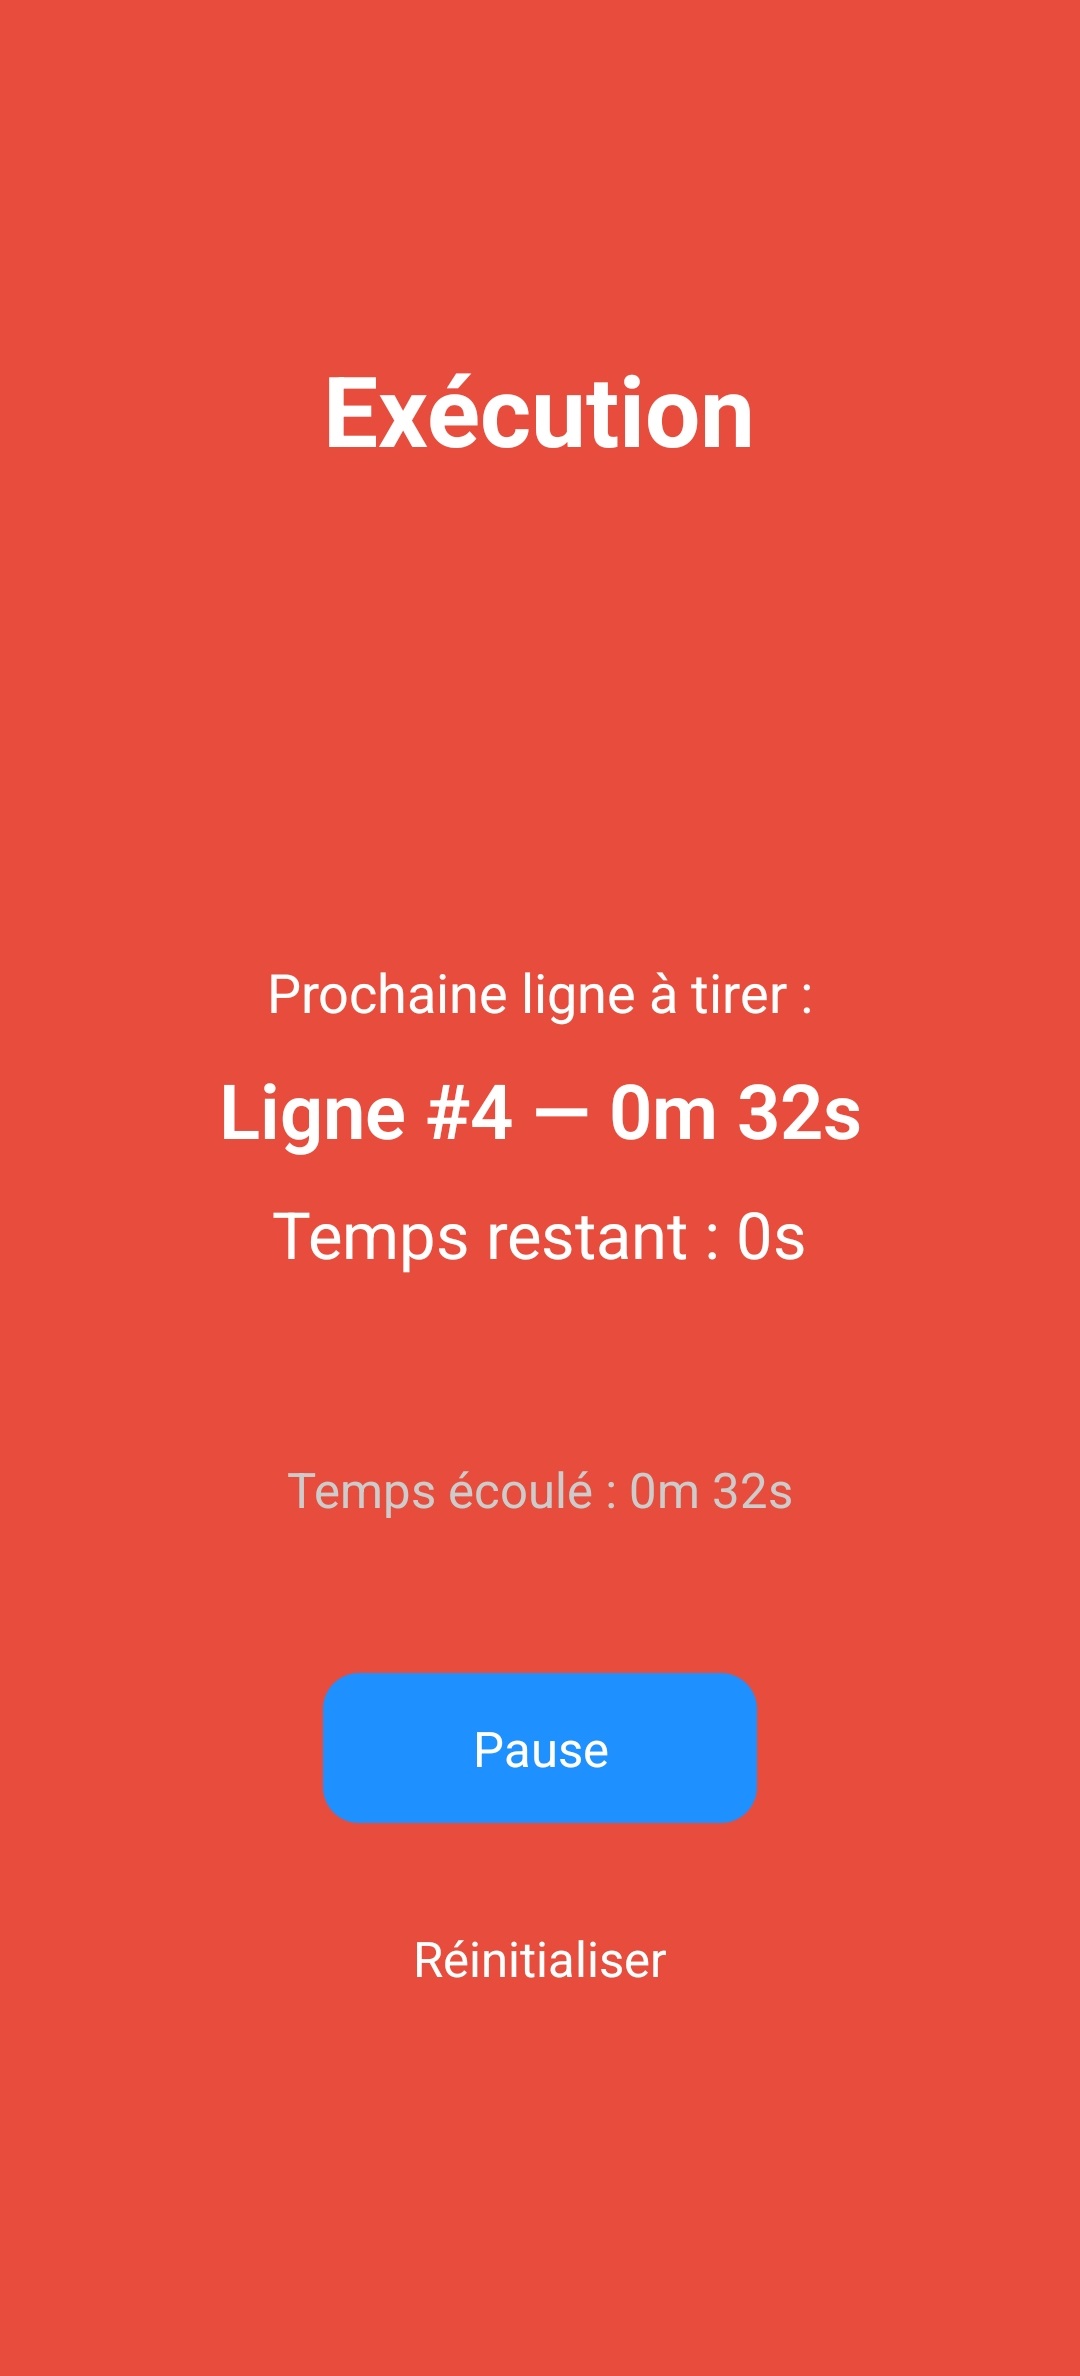 Exécution
Prochaine ligne à tirer :
Ligne #4 — 0m 32s
Temps restant : 0s
Temps écoulé : 0m 32s
Pause
Réinitialiser